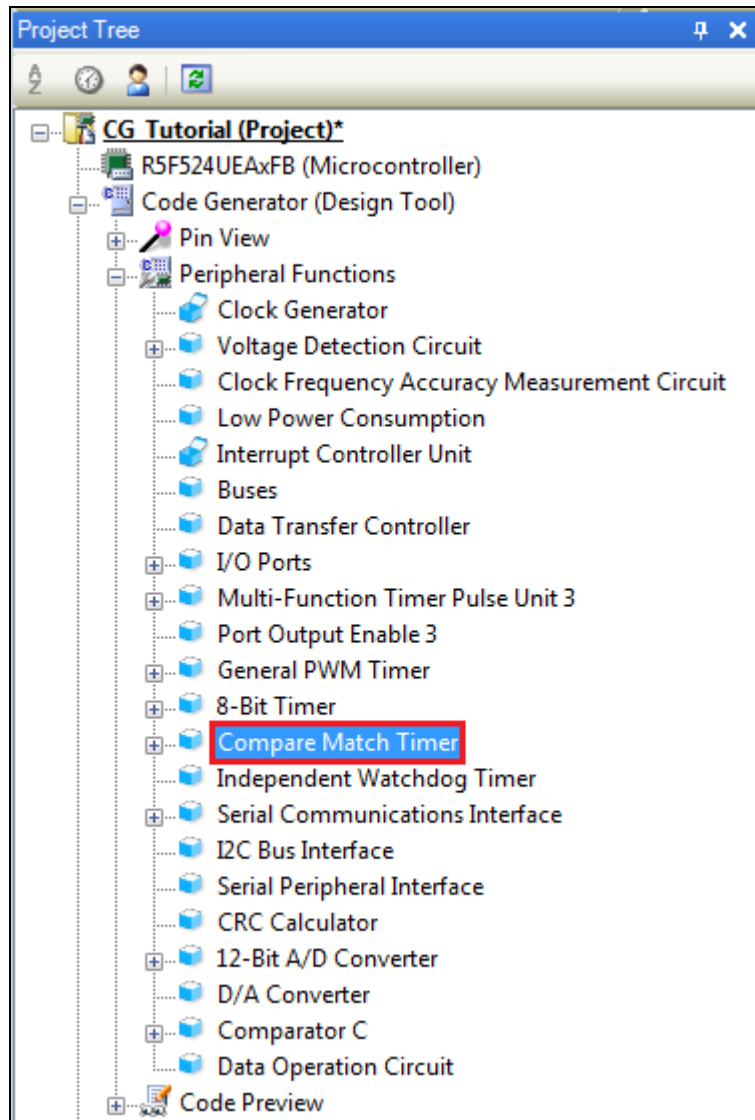 Project Tree
CG_Tutorial (Project)*
R5F524UEAxFB (Microcontroller)
Code Generator (Design Tool)
Pin View
Peripheral Functions
Clock Generator
Voltage Detection Circuit
Clock Frequency Accuracy Measurement Circuit
Low Power Consumption
Interrupt Controller Unit
Buses
Data Transfer Controller
I/O Ports
Multi-Function Timer Pulse Unit 3
Port Output Enable 3
General PWM Timer
8-Bit Timer
Compare Match Timer
Independent Watchdog Timer
Serial Communications Interface
I2C Bus Interface
Serial Peripheral Interface
CRC Calculator
12-Bit A/D Converter
D/A Converter
Comparator C
Data Operation Circuit
Code Preview